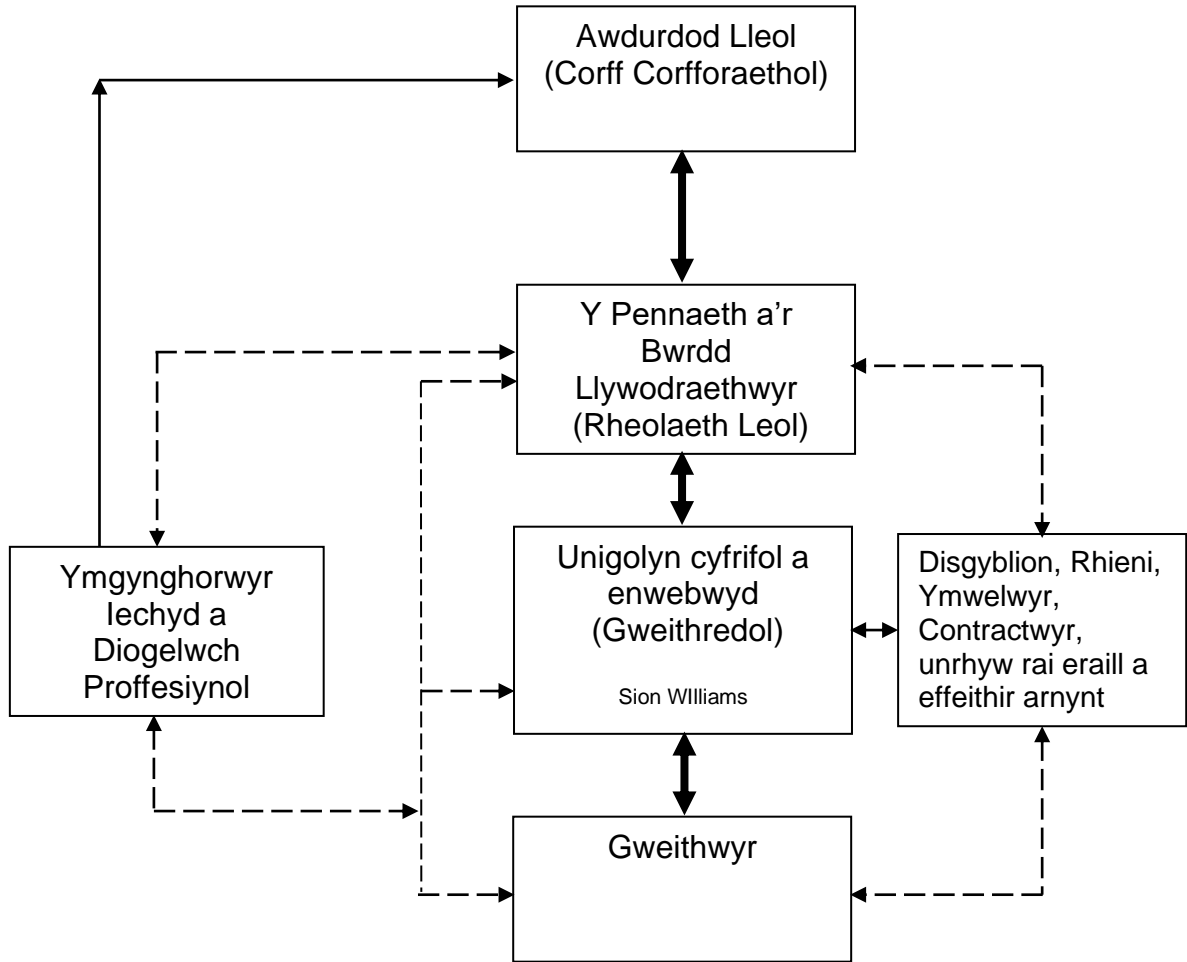 Awdurdod Lleol
(Corff Corfforaethol)
Y Pennaeth a'r
Bwrdd
Llywodraethwyr
(Rheolaeth Leol)
Ymgynghorwyr
Iechyd a
Diogelwch
Proffesiynol
Unigolyn cyfrifol a
enwebwyd
(Gweithredol)
Sion WIlliams
Disgyblion, Rhieni,
Ymwelwyr,
Contractwyr,
unrhyw rai eraill a
effeithir arnynt
Gweithwyr